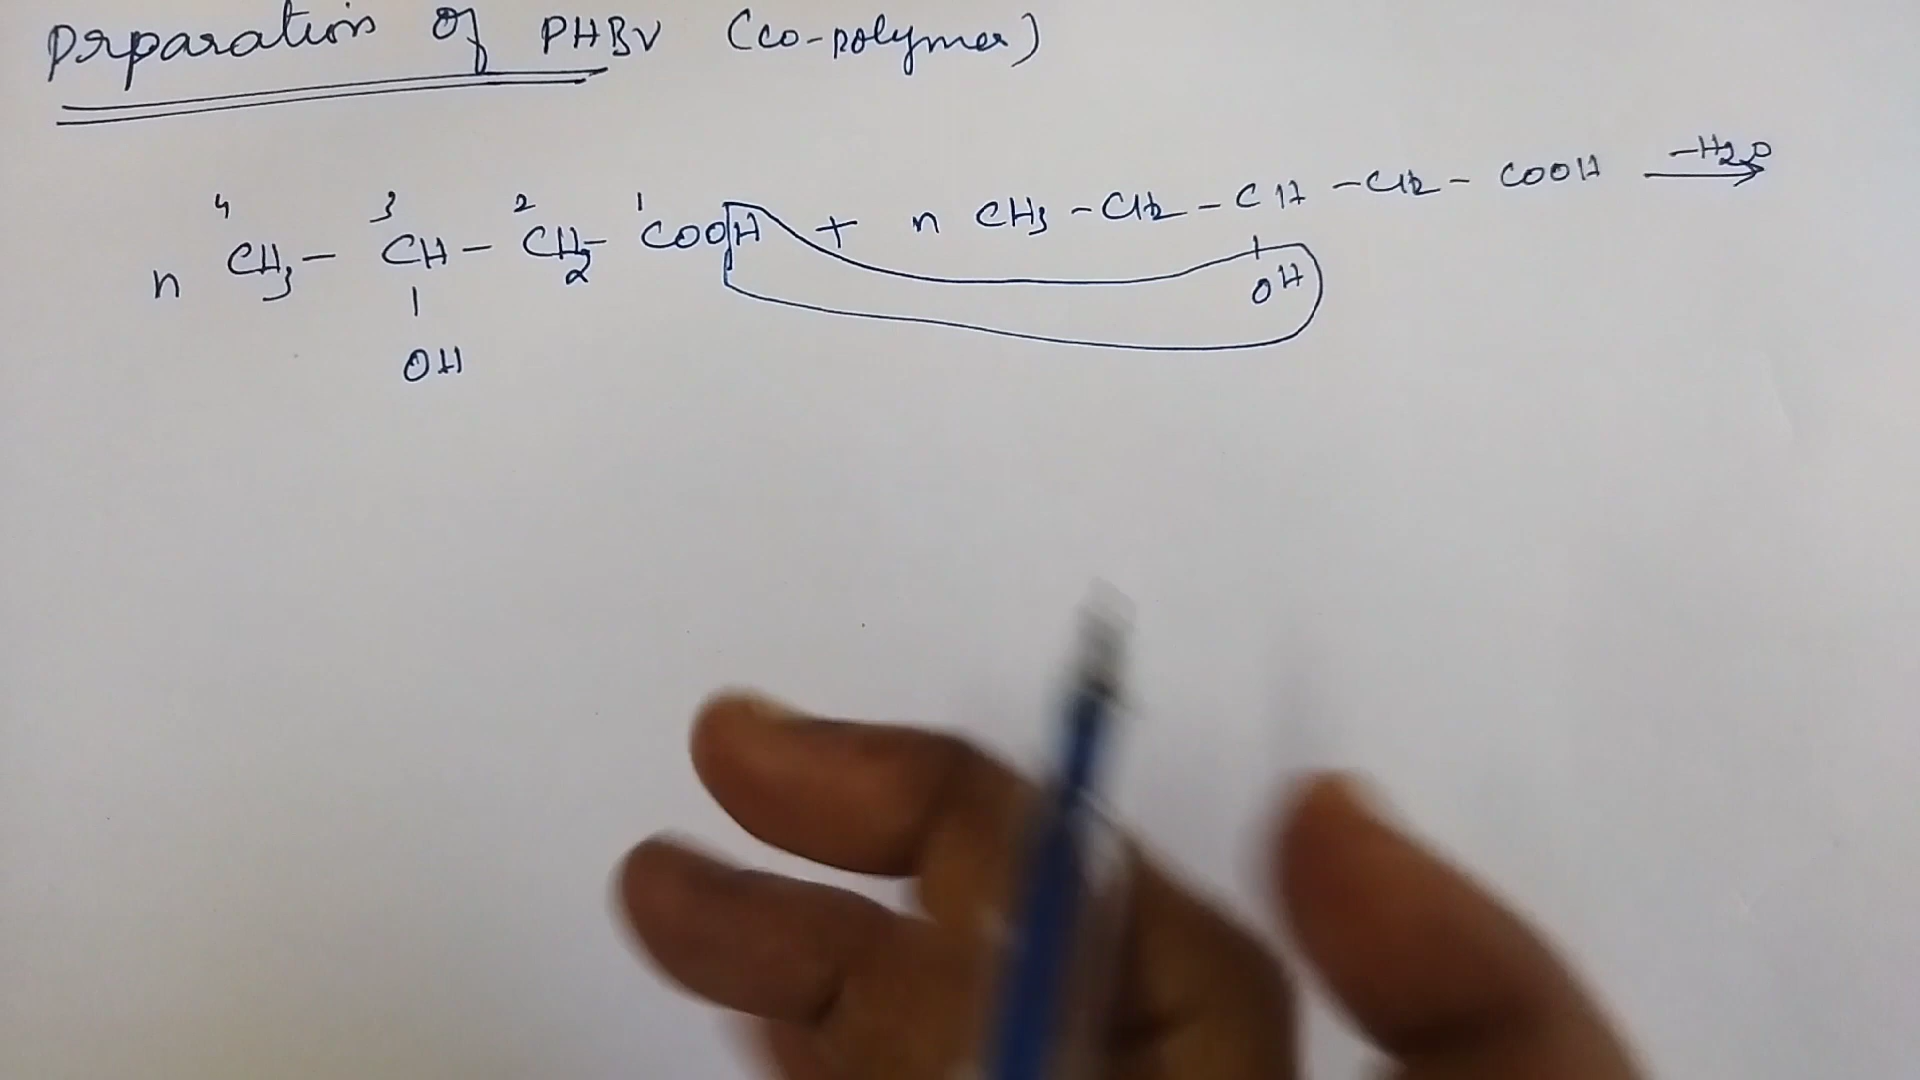 Prparation of PHBV (co-polymer)
4 3 2 1
n CH3 - CH - CH2 - COOH + n CH3 - CH2 - CH - CH2 - COOH -H2O
OH
OH